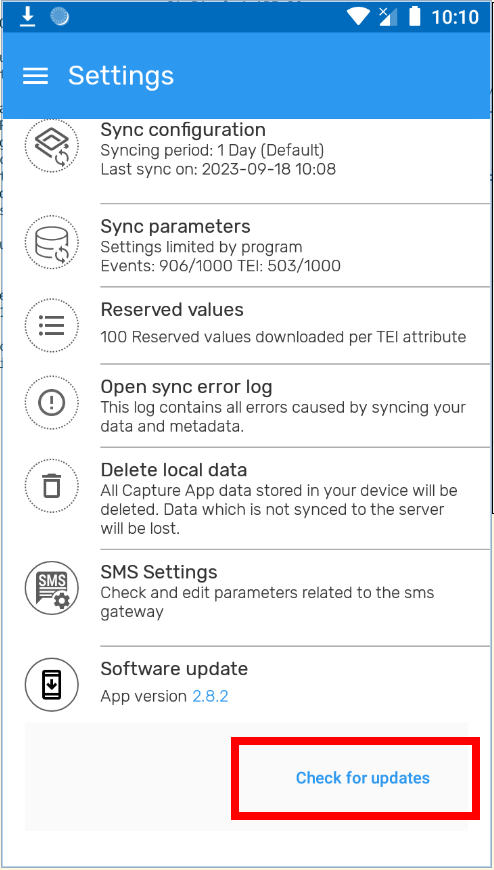 10:10
Settings
Sync configuration
Syncing period: 1 Day (Default)
Last sync on: 2023-09-18 10:08
Sync parameters
Settings limited by program
Events: 906/1000 TEI: 503/1000
Reserved values
100 Reserved values downloaded per TEI attribute
Open sync error log
This log contains all errors caused by syncing your
data and metadata.
Delete local data
All Capture App data stored in your device will be
deleted. Data which is not synced to the server
will be lost.
SMS
SMS Settings
Check and edit parameters related to the sms
gateway
Software update
App version 2.8.2
Check for updates